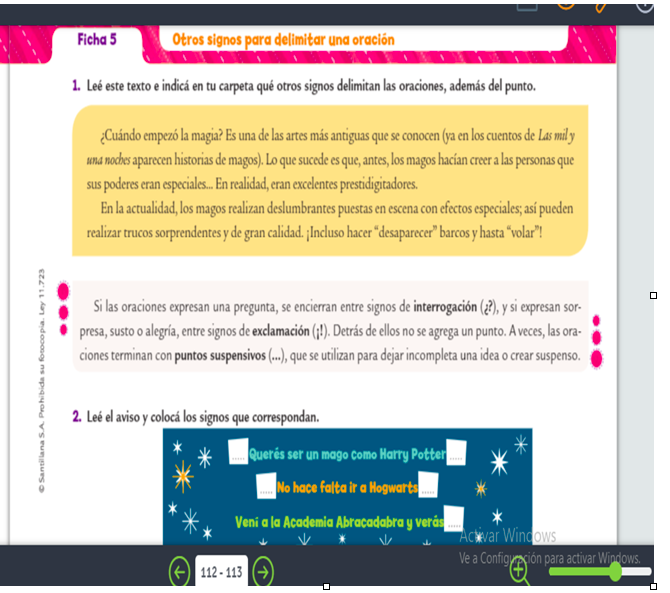 Ficha 5
Otros signos para delimitar una oración
1. Leé este texto e indicá en tu carpeta qué otros signos delimitan las oraciones, además del punto.
¿Cuándo empezó la magia? Es una de las artes más antiguas que se conocen (ya en los cuentos de Las mil y
una noches aparecen historias de magos). Lo que sucede es que, antes, los magos hacían creer a las personas que
sus poderes eran especiales... En realidad, eran excelentes prestidigitadores.
En la actualidad, los magos realizan deslumbrantes puestas en escena con efectos especiales; así pueden
realizar trucos sorprendentes y de gran calidad. ¡Incluso hacer “desaparecer” barcos y hasta “volar”!
© Santillana S.A. Prohibida su fotocopia. Ley 11.723
Si las oraciones expresan una pregunta, se encierran entre signos de interrogación (¿?), y si expresan sor-
presa, susto o alegría, entre signos de exclamación (¡!). Detrás de ellos no se agrega un punto. A veces, las ora-
ciones terminan con puntos suspensivos (...), que se utilizan para dejar incompleta una idea o crear suspenso.
2. Leé el aviso y colocá los signos que correspondan.
..... Querés ser un mago como Harry Potter .....
..... No hace falta ir a Hogwarts .....
Vení a la Academia Abracadabra y verás .....
Activar Windows
Ve a Configuración para activar Windows.
112 - 113